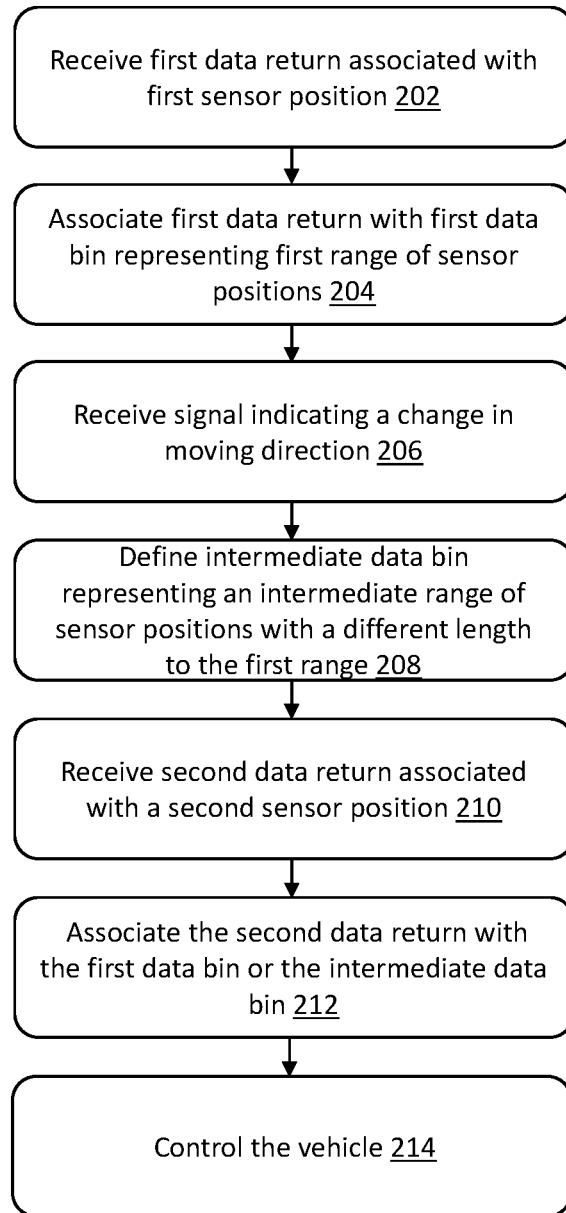 Receive first data return associated with
first sensor position 202
Associate first data return with first data
bin representing first range of sensor
positions 204
Receive signal indicating a change in
moving direction 206
Define intermediate data bin
representing an intermediate range of
sensor positions with a different length
to the first range 208
Receive second data return associated
with a second sensor position 210
Associate the second data return with
the first data bin or the intermediate data
bin 212
Control the vehicle 214